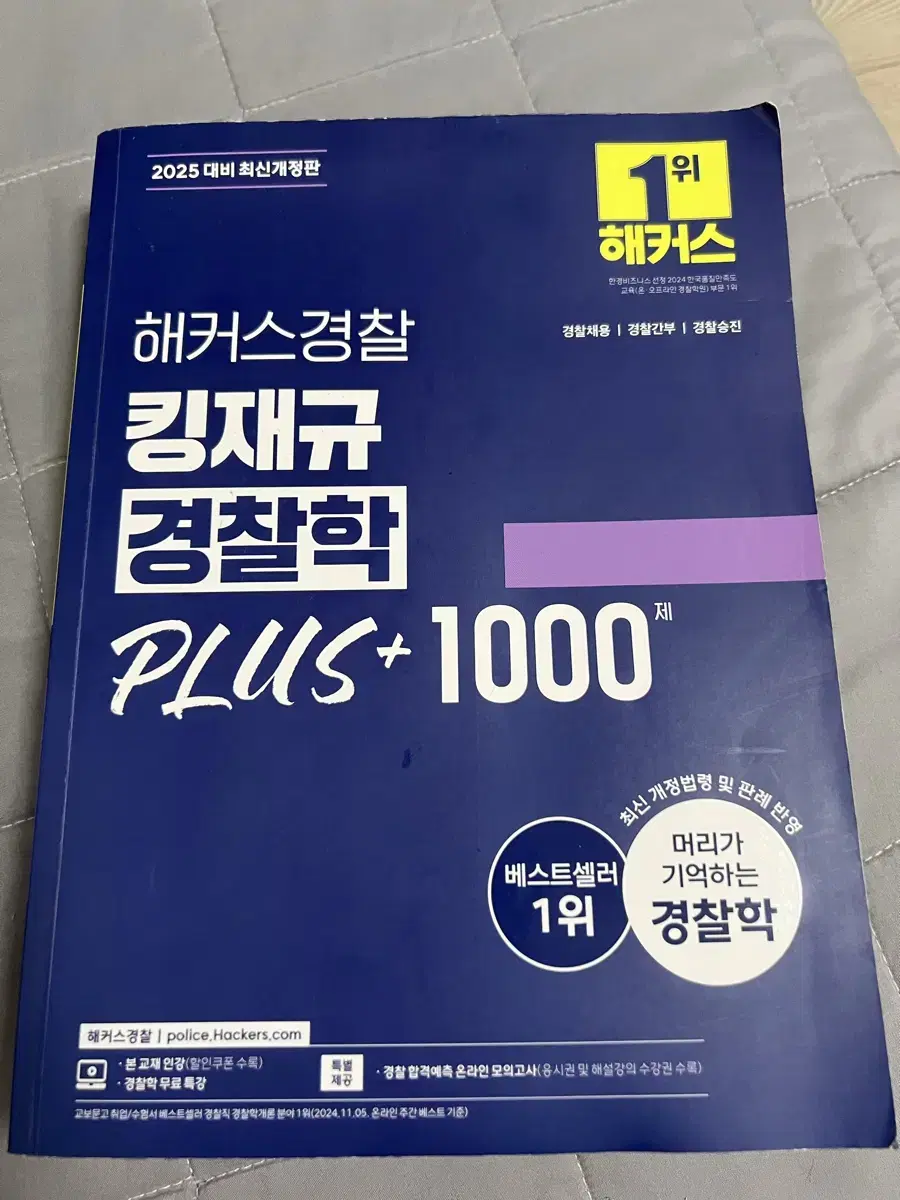 2025 대비 최신개정판
1위
해커스
한경비즈니스 선정 2024 한국품질만족도
교육(온·오프라인 경찰학원) 부문 1위
경찰채용 | 경찰간부 | 경찰승진
해커스경찰
킹재규
경찰학
PLUS+ 1000제
최신 개정법령 및 판례 반영
베스트셀러
1위
머리가
기억하는
경찰학
해커스경찰 | police.Hackers.com
· 본 교재 인강(할인쿠폰 수록)
· 경찰학 무료 특강
특별
제공
· 경찰 합격예측 온라인 모의고사(응시권 및 해설강의 수강권 수록)
교보문고 취업/수험서 베스트셀러 경찰직 경찰학개론 분야 1위(2024.11.05. 온라인 주간 베스트 기준)